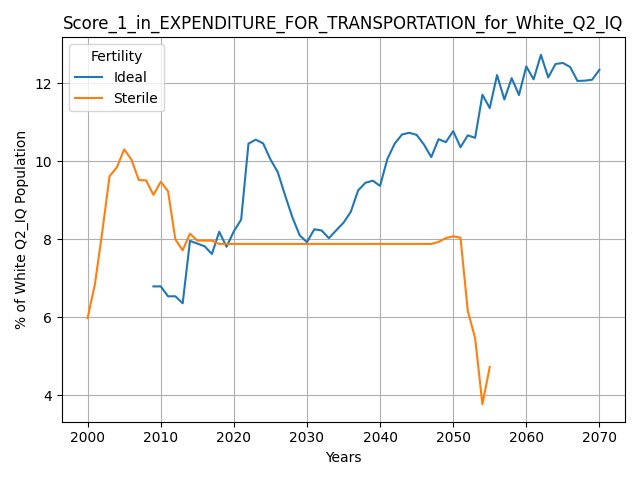 Score_1_in_EXPENDITURE_FOR_TRANSPORTATION_for_White_Q2_IQ
Fertility
Ideal
Sterile
% of White Q2_IQ Population
12
10
8
6
4
2000 2010 2020 2030 2040 2050 2060 2070
Years